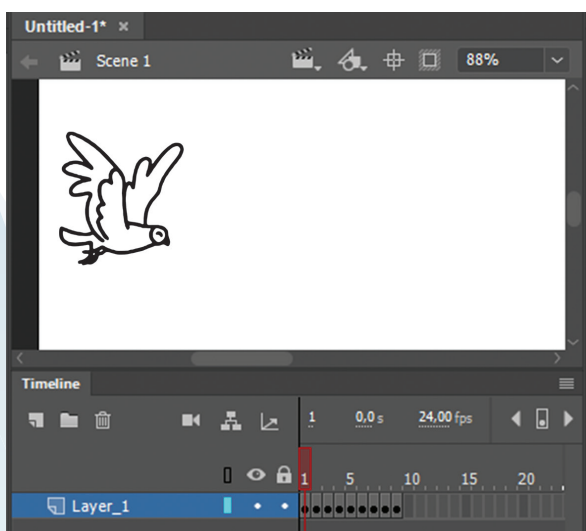 Untitled-1* ×
Scene 1 88%
Timeline
1 0,0 s 24,00 fps
1 5 10 15 20
Layer_1